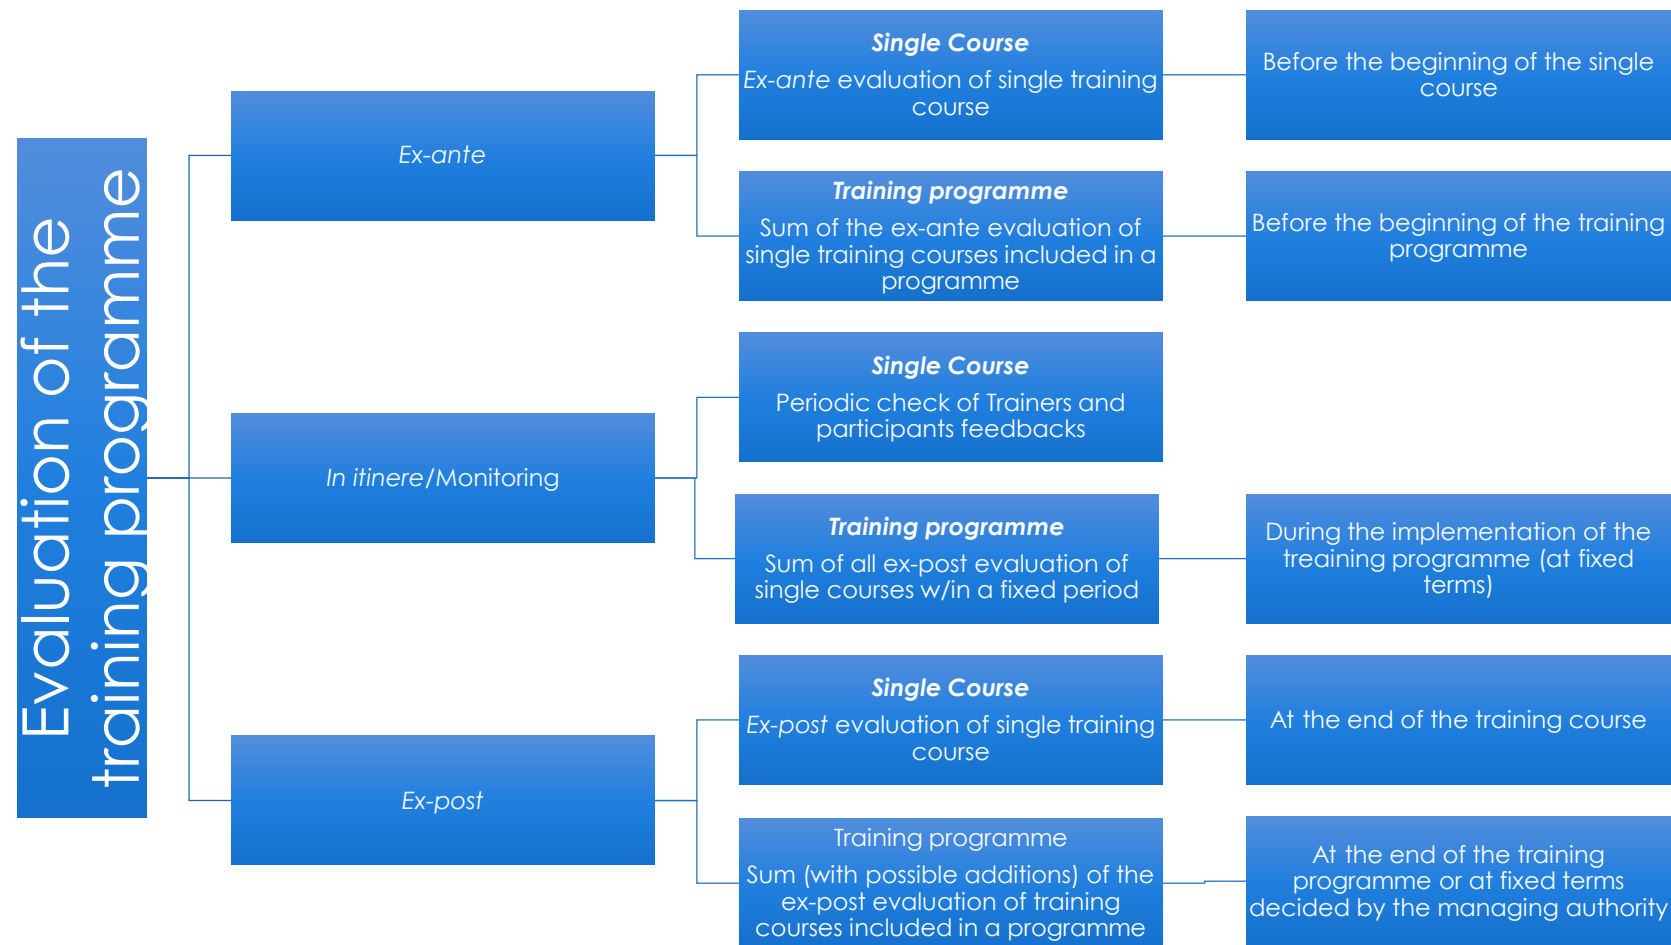 Evaluation of the
training programme
Ex-ante
Single Course
Ex-ante evaluation of single training
course
Before the beginning of the single
course
Training programme
Sum of the ex-ante evaluation of
single training courses included in a
programme
Before the beginning of the training
programme
In itinere/Monitoring
Single Course
Periodic check of Trainers and
participants feedbacks
Training programme
Sum of all ex-post evaluation of
single courses w/in a fixed period
During the implementation of the
treaining programme (at fixed
terms)
Ex-post
Single Course
Ex-post evaluation of single training
course
At the end of the training course
Training programme
Sum (with possible additions) of the
ex-post evaluation of training
courses included in a programme
At the end of the training
programme or at fixed terms
decided by the managing authority